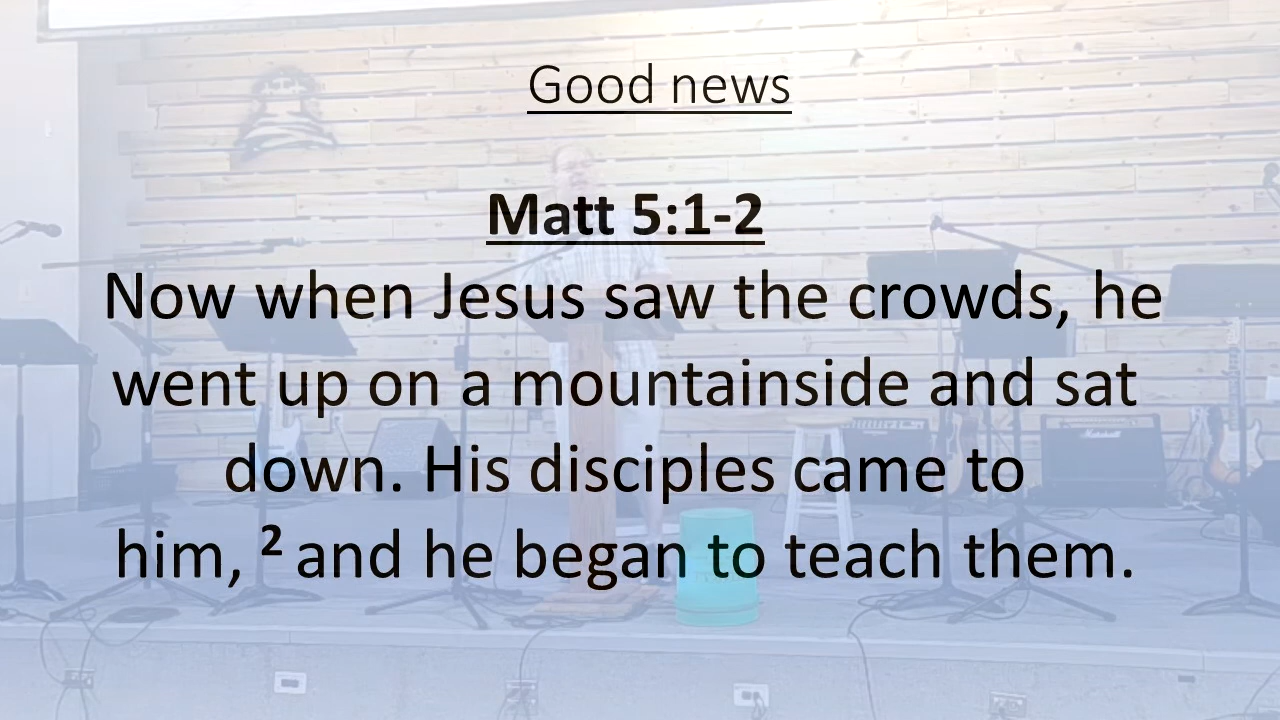 Good news
Matt 5:1-2
Now when Jesus saw the crowds, he
went up on a mountainside and sat
down. His disciples came to
him, ² and he began to teach them.